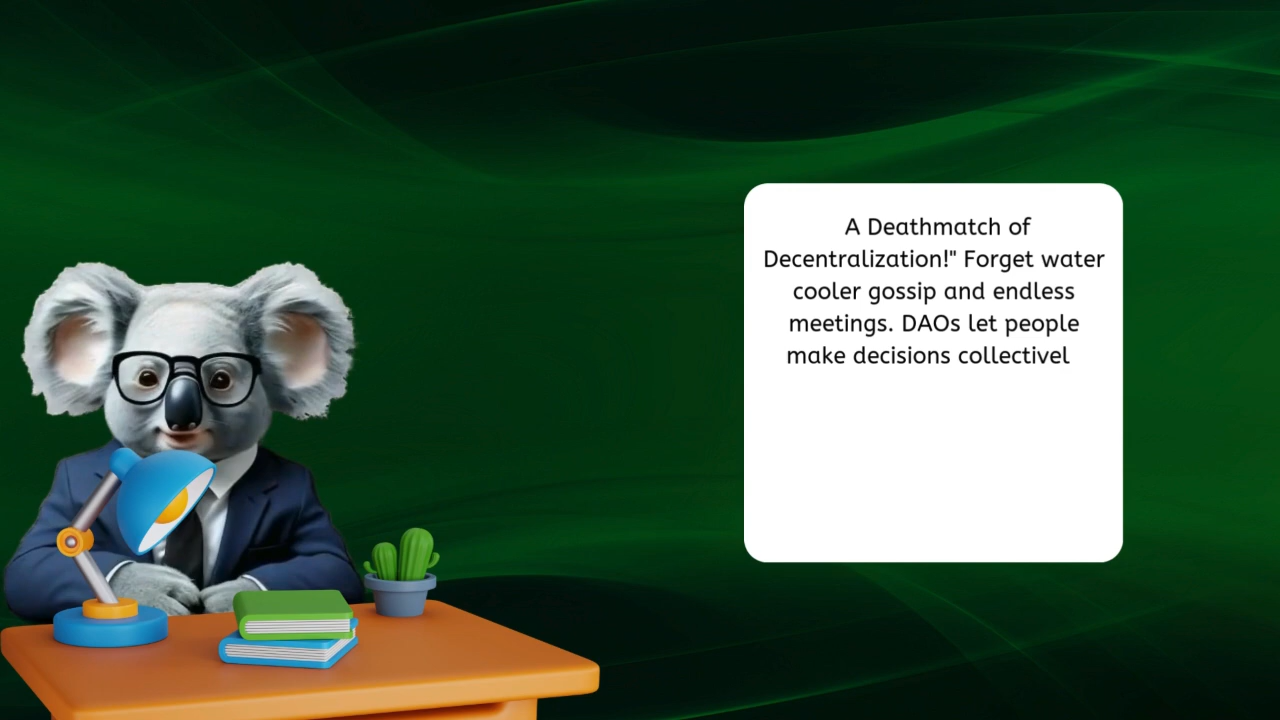 A Deathmatch of
Decentralization!" Forget water
cooler gossip and endless
meetings. DAOs let people
make decisions collectivel